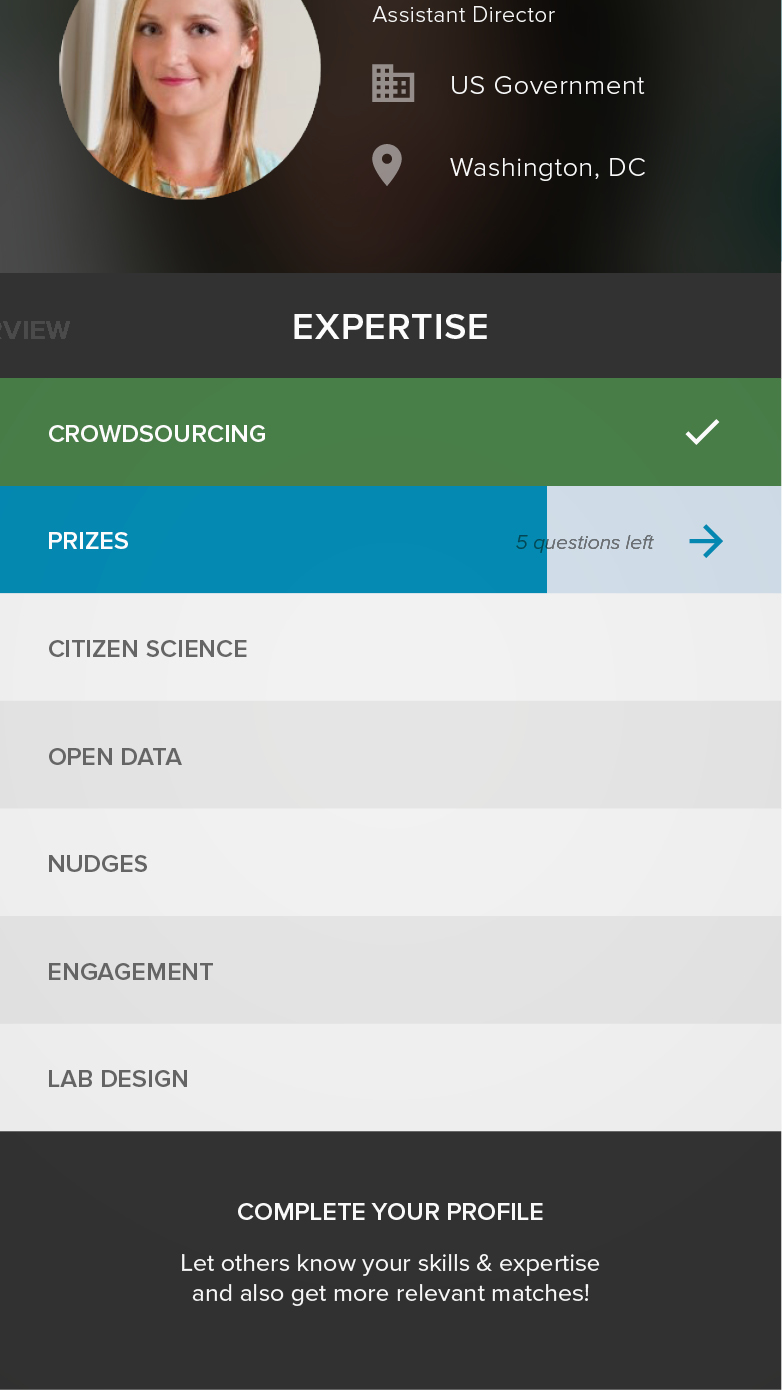 Assistant Director
US Government
Washington, DC
RVIEW EXPERTISE
CROWDSOURCING
PRIZES 5 questions left
CITIZEN SCIENCE
OPEN DATA
NUDGES
ENGAGEMENT
LAB DESIGN
COMPLETE YOUR PROFILE
Let others know your skills & expertise
and also get more relevant matches!